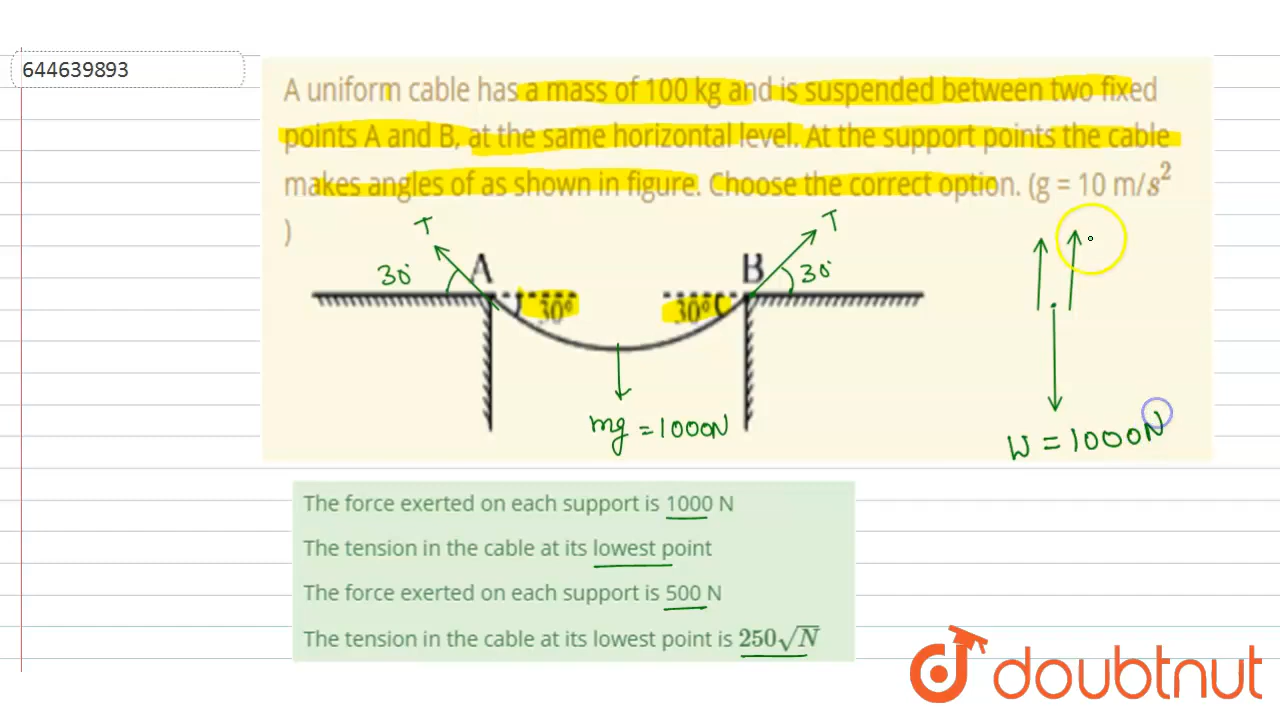 644639893
A uniform cable has a mass of 100 kg and is suspended between two fixed
points A and B, at the same horizontal level. At the support points the cable
makes angles of as shown in figure. Choose the correct option. (g = 10 m/s²
)
T T
30° A B 30°
30° 30°
mg = 1000N
W = 1000N
The force exerted on each support is 1000 N
The tension in the cable at its lowest point
The force exerted on each support is 500 N
The tension in the cable at its lowest point is 250√N
doubtnut